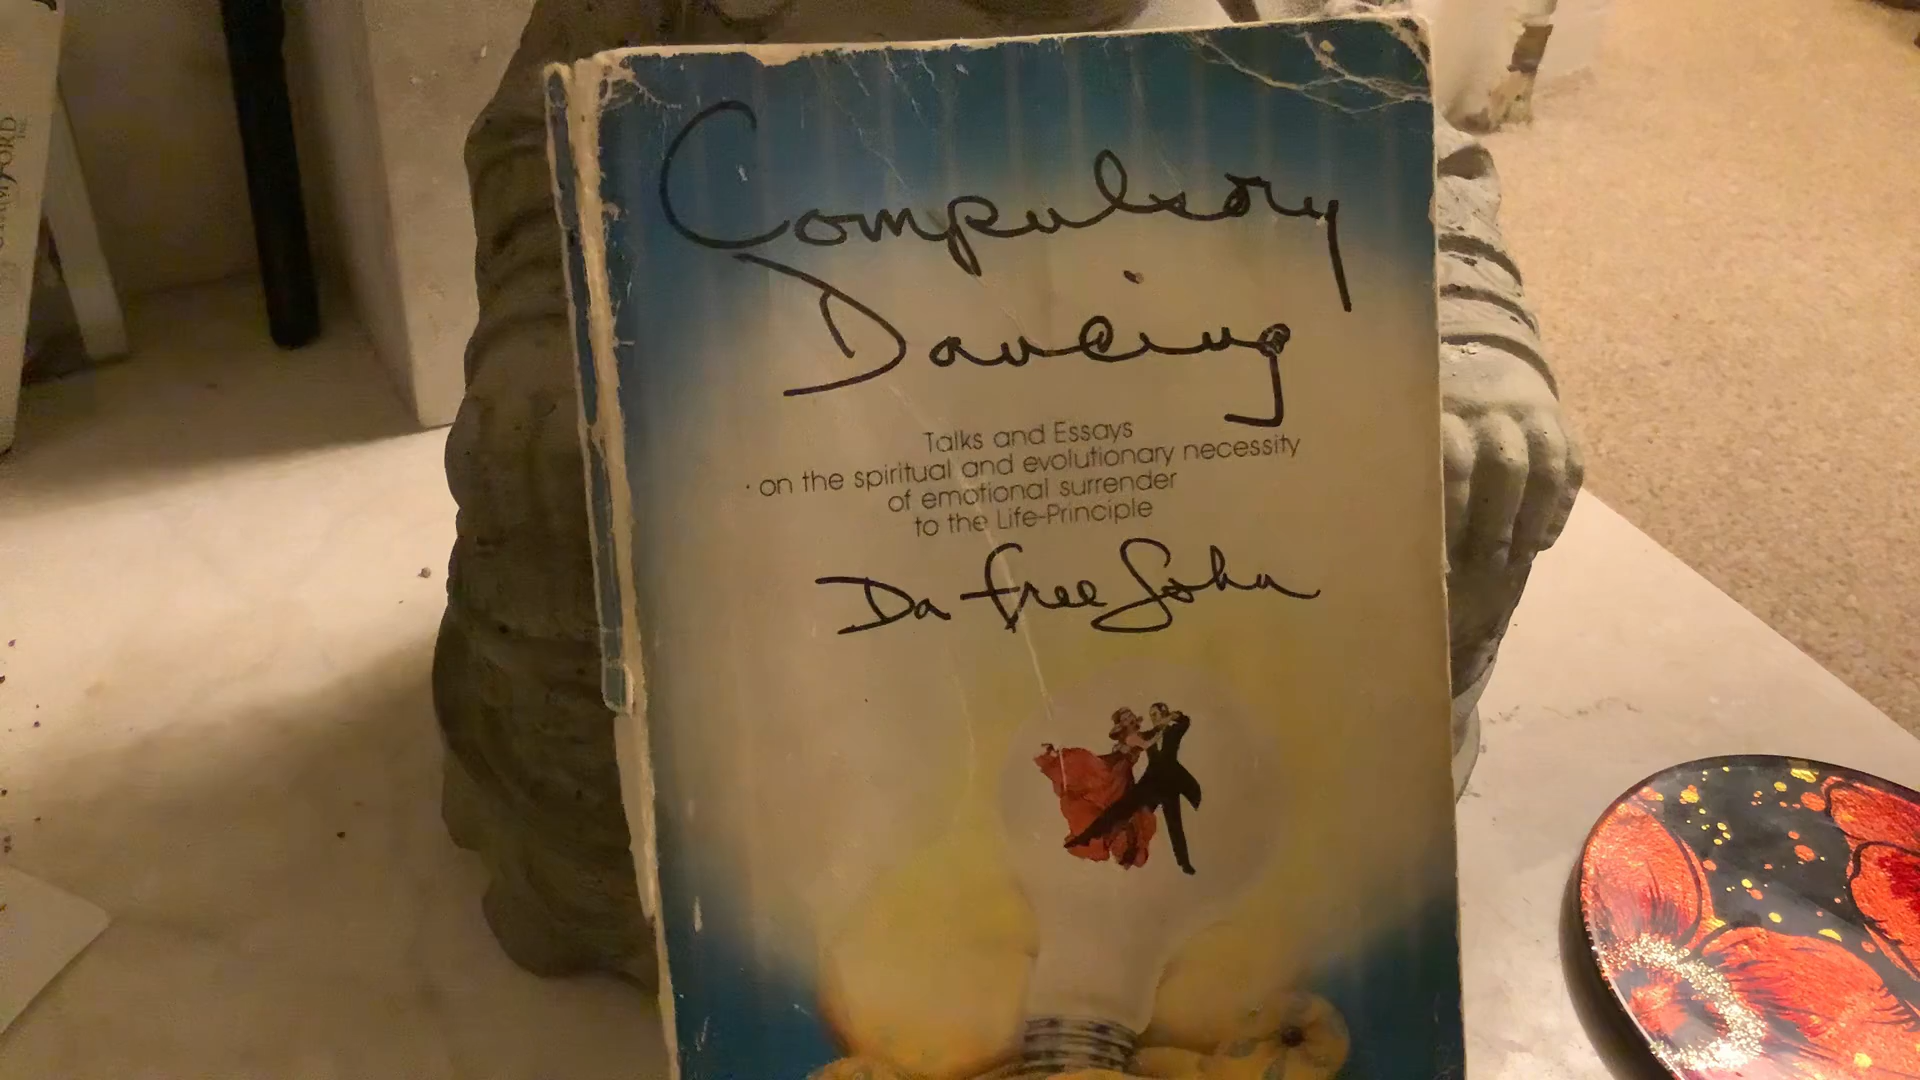 Compulsory
Dancing
Talks and Essays
on the spiritual and evolutionary necessity
of emotional surrender
to the Life-Principle
Da Free John